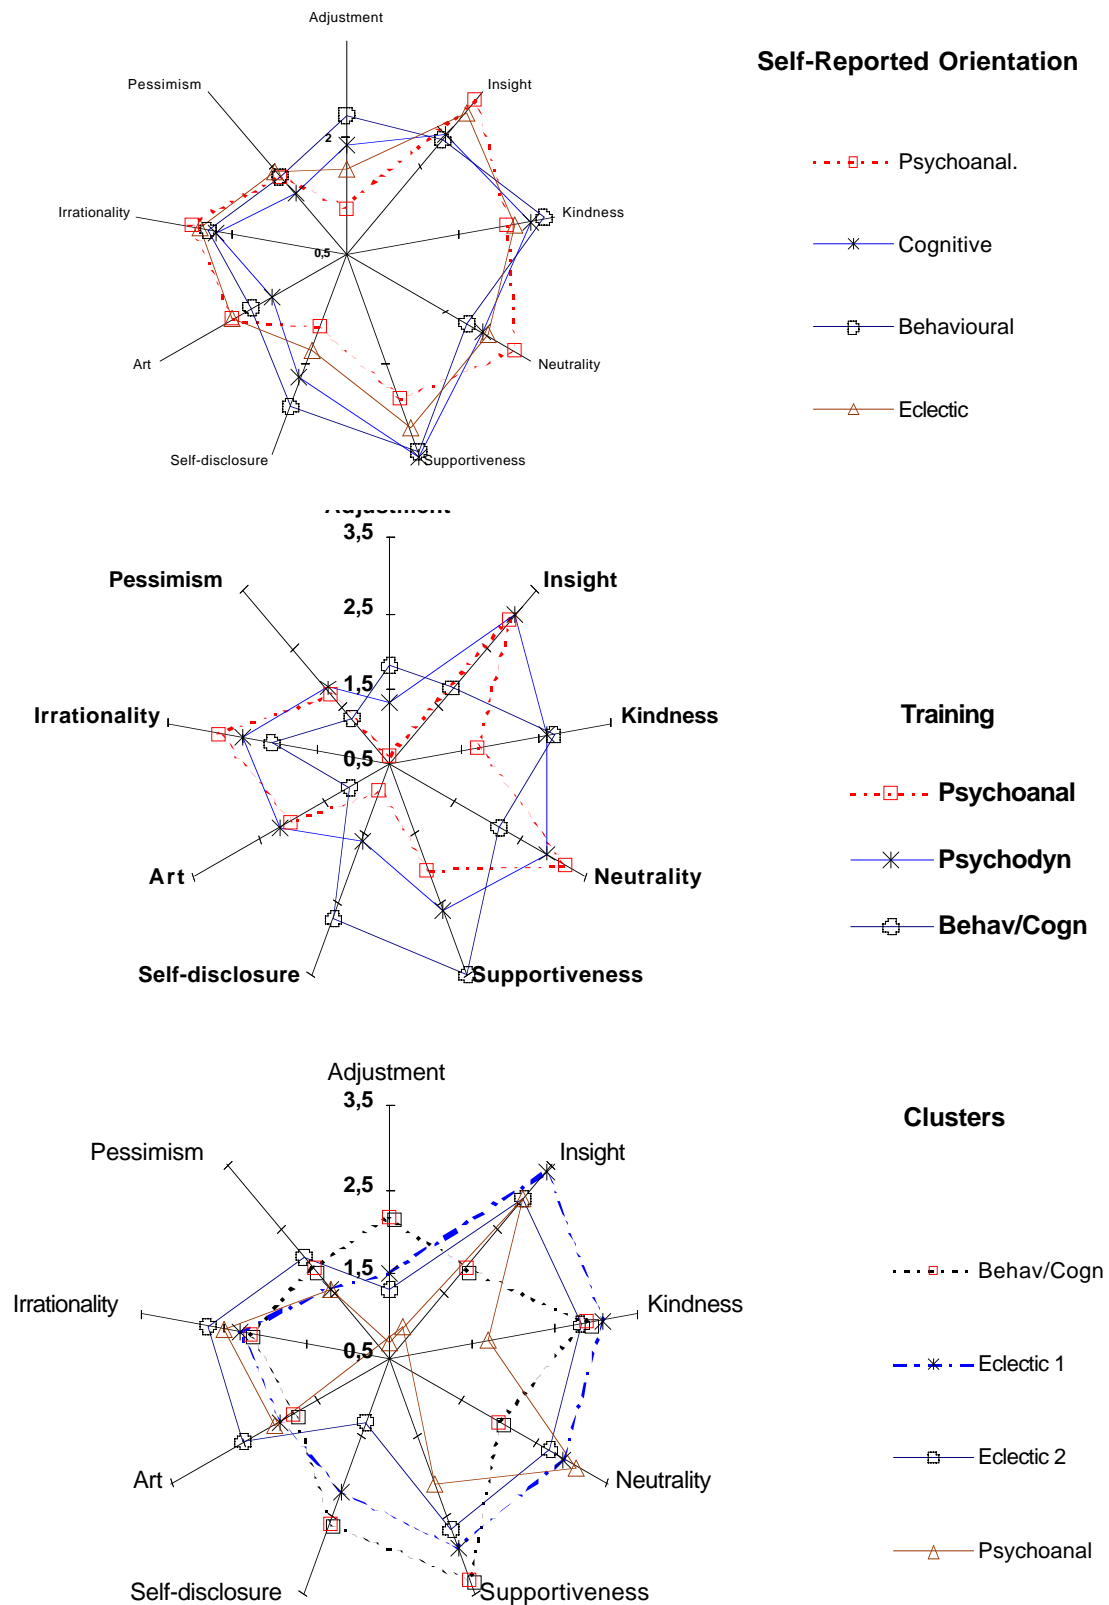 Adjustment
Self-Reported Orientation
Pessimism
Insight
2
Psychoanal.
Irrationality
Kindness
0,5
Cognitive
Behavioural
Art
Neutrality
Eclectic
Self-disclosure
Supportiveness
Adjustment
3,5
Pessimism
Insight
2,5
1,5
Irrationality
Kindness
Training
0,5
Psychoanal
Psychodyn
Art
Neutrality
Behav/Cogn
Self-disclosure
Supportiveness
Adjustment
3,5
Clusters
Pessimism
Insight
2,5
Behav/Cogn
1,5
Irrationality
Kindness
0,5
Eclectic 1
Eclectic 2
Art
Neutrality
Psychoanal
Self-disclosure
Supportiveness